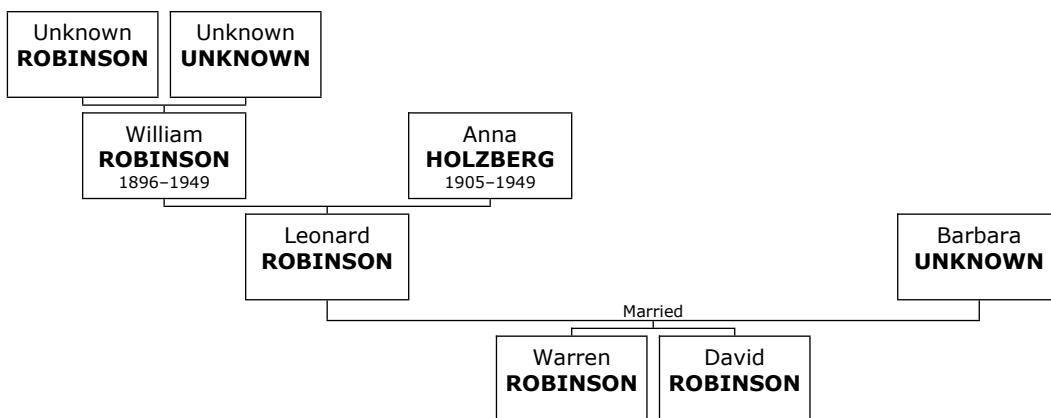 Unknown
ROBINSON
Unknown
UNKNOWN
William
ROBINSON
1896–1949
Anna
HOLZBERG
1905–1949
Leonard
ROBINSON
Barbara
UNKNOWN
Married
Warren
ROBINSON
David
ROBINSON